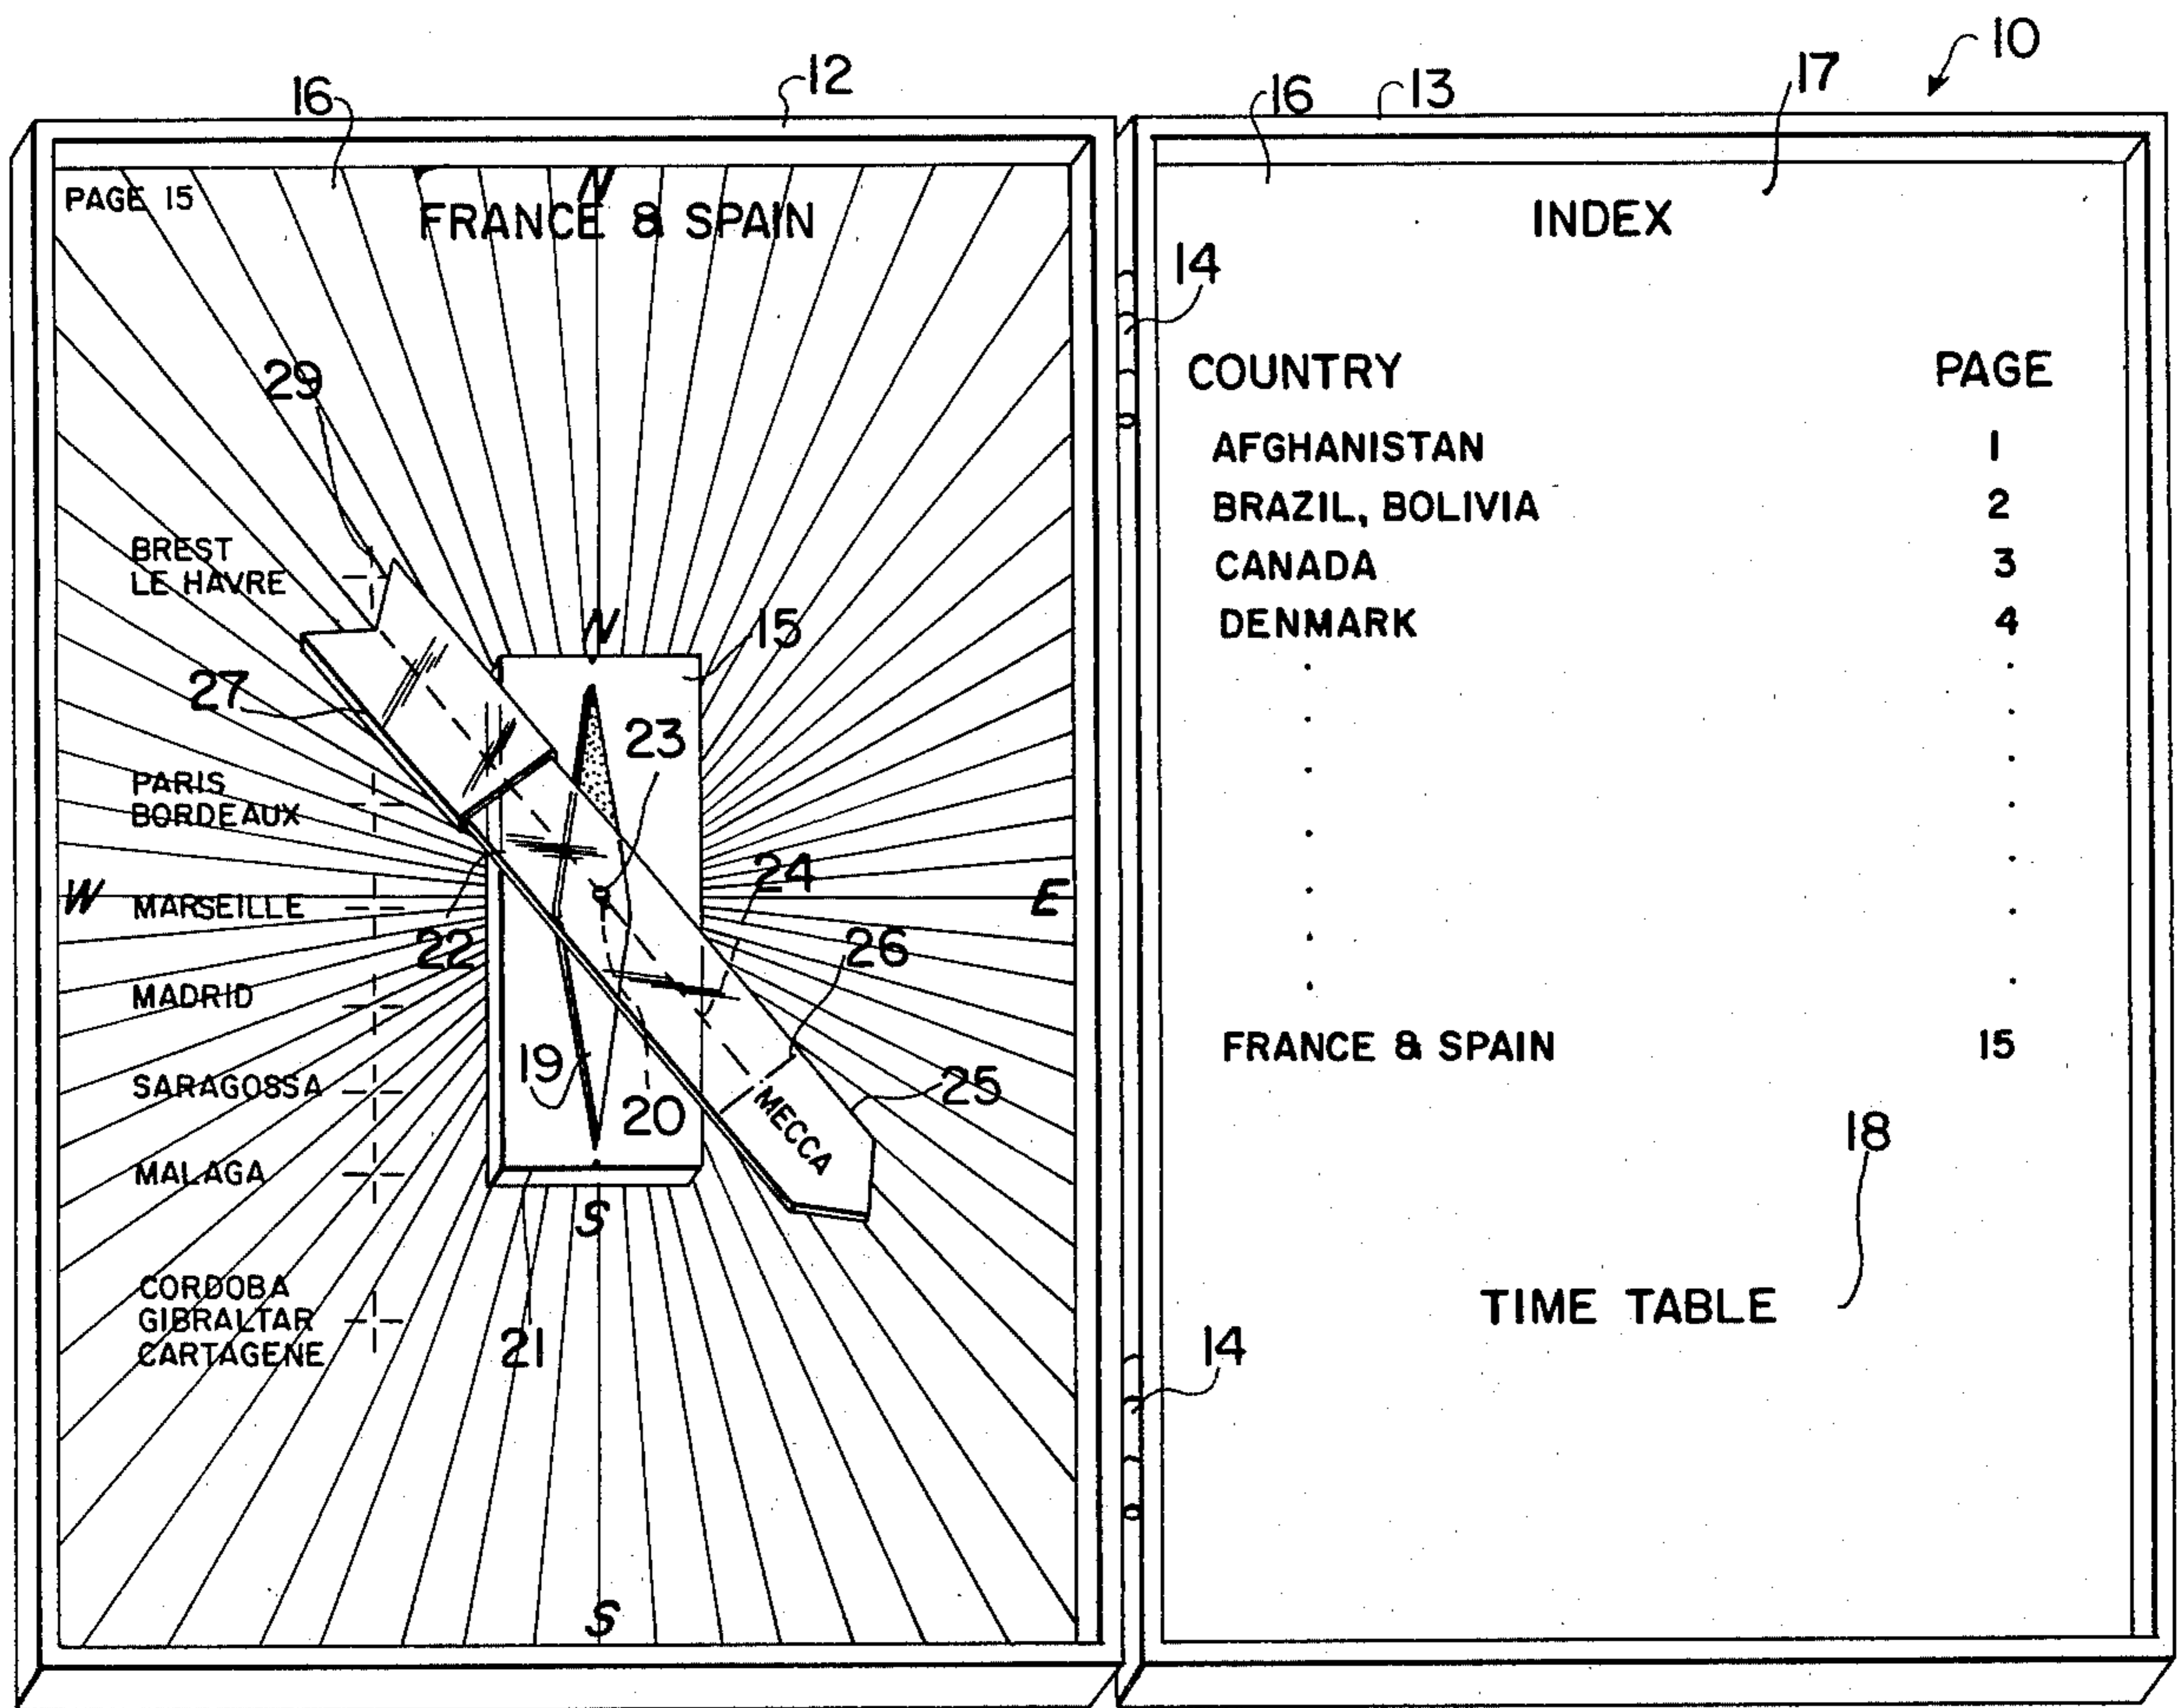 10
12
16
16
13
17
PAGE 15
N
FRANCE & SPAIN
29
BREST
LE HAVRE
N
15
27
23
PARIS
BORDEAUX
24
W
MARSEILLE
E
22
26
MADRID
19
20
25
SARAGOSSA
MECCA
MALAGA
S
CORDOBA
GIBRALTAR
CARTAGENE
21
S
INDEX
14
COUNTRY PAGE
AFGHANISTAN 1
BRAZIL, BOLIVIA 2
CANADA 3
DENMARK 4
FRANCE & SPAIN 15
18
TIME TABLE
14